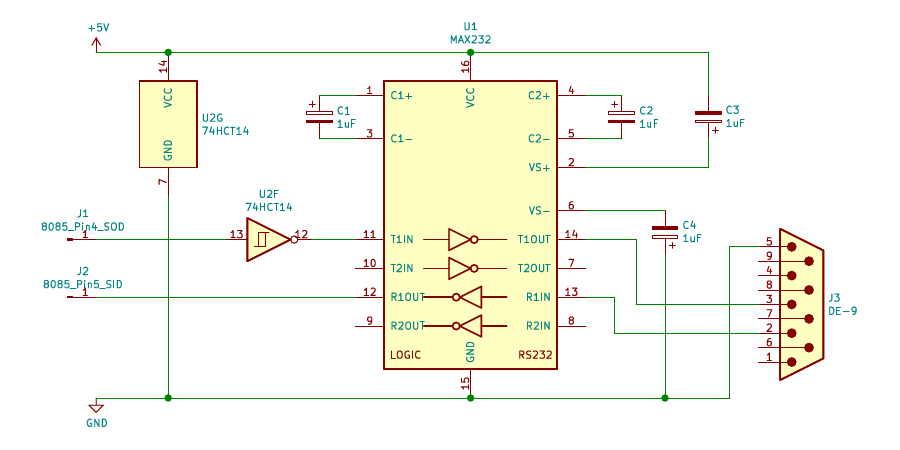 +5V
U1
MAX232
14
16
VCC
GND
U2G
74HCT14
7
+
C1
1uF
1
C1+
3
C1-
VCC
C2+
4
C2-
5
VS+
2
VS-
6
+
C2
1uF
C3
1uF
+
C4
1uF
+
J1
8085_Pin4_SOD
1
U2F
74HCT14
13
12
11
T1IN
T1OUT
14
10
T2IN
T2OUT
7
J2
8085_Pin5_SID
1
12
R1OUT
R1IN
13
9
R2OUT
R2IN
8
LOGIC
GND
RS232
15
5
9
4
8
3
7
2
6
1
J3
DE-9
GND